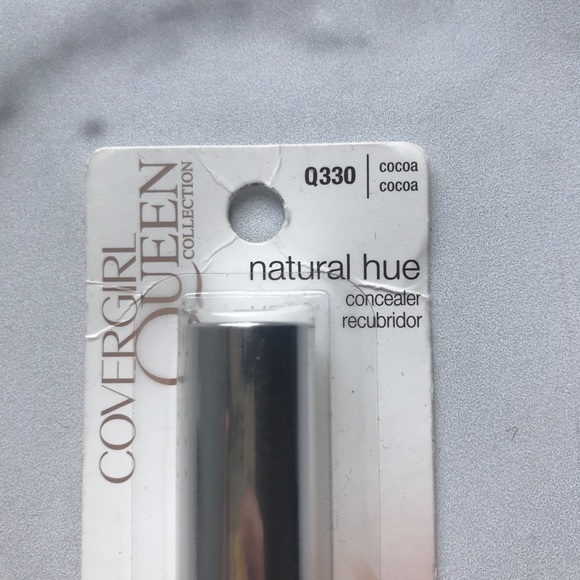 COVERGIRL
QUEEN
COLLECTION
Q330
cocoa
cocoa
natural hue
concealer
recubridor